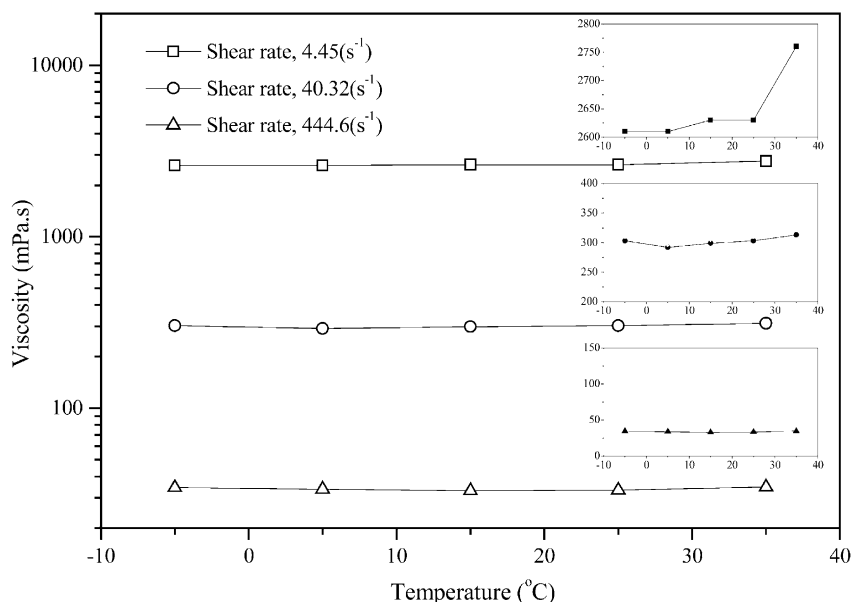 Shear rate, 4.45(s⁻¹)
Shear rate, 40.32(s⁻¹)
Shear rate, 444.6(s⁻¹)
10000
1000
100
Viscosity (mPa.s)
-10 0 10 20 30 40
Temperature (°C)
2800
2750
2700
2650
2600
-10 0 10 20 30 40
400
350
300
250
200
-10 0 10 20 30 40
150
100
50
0
-10 0 10 20 30 40